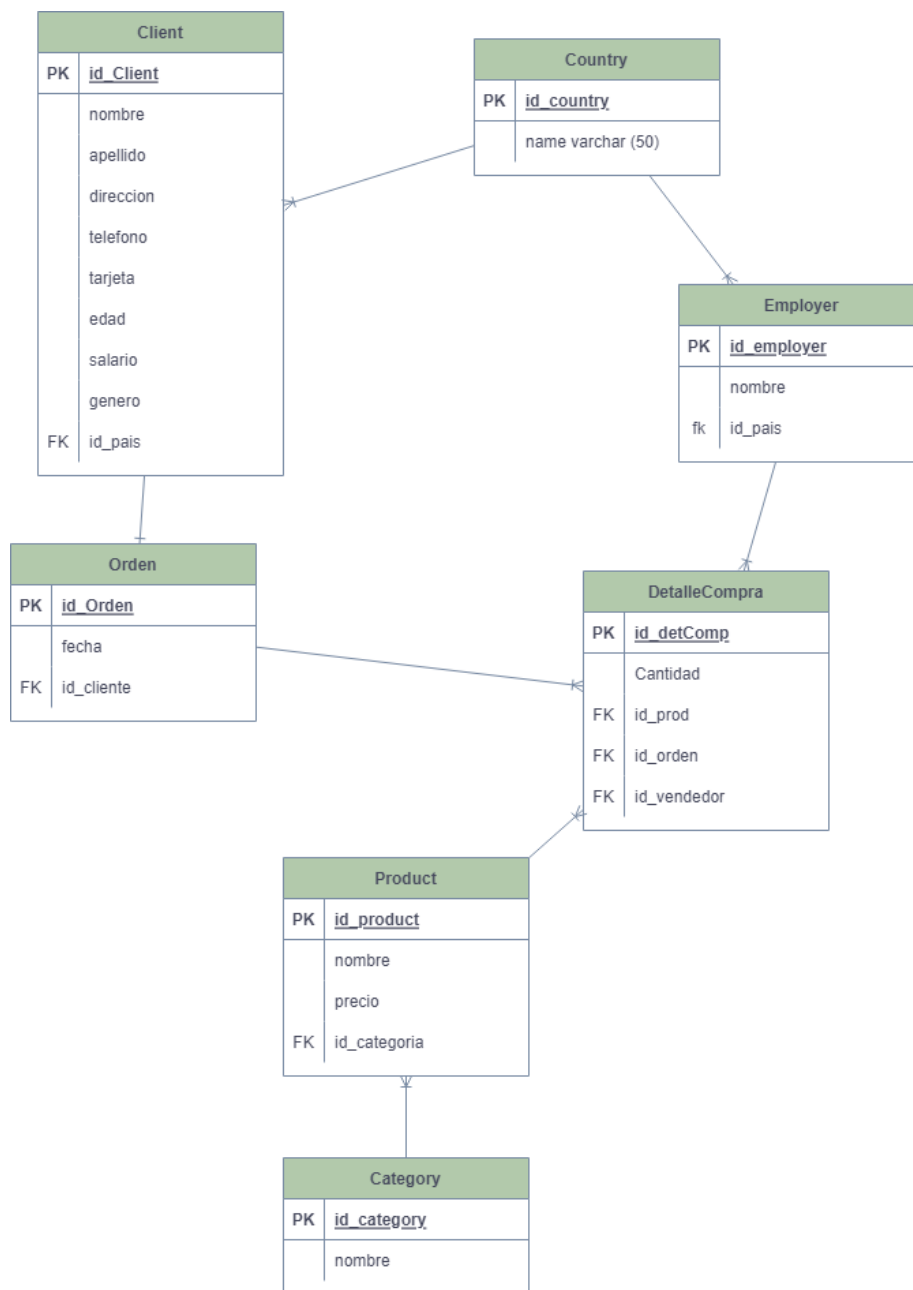 Client
PK id_Client
nombre
apellido
direccion
telefono
tarjeta
edad
salario
genero
FK id_pais
Country
PK id_country
name varchar (50)
Employer
PK id_employer
nombre
fk id_pais
Orden
PK id_Orden
fecha
FK id_cliente
DetalleCompra
PK id_detComp
Cantidad
FK id_prod
FK id_orden
FK id_vendedor
Product
PK id_product
nombre
precio
FK id_categoria
Category
PK id_category
nombre